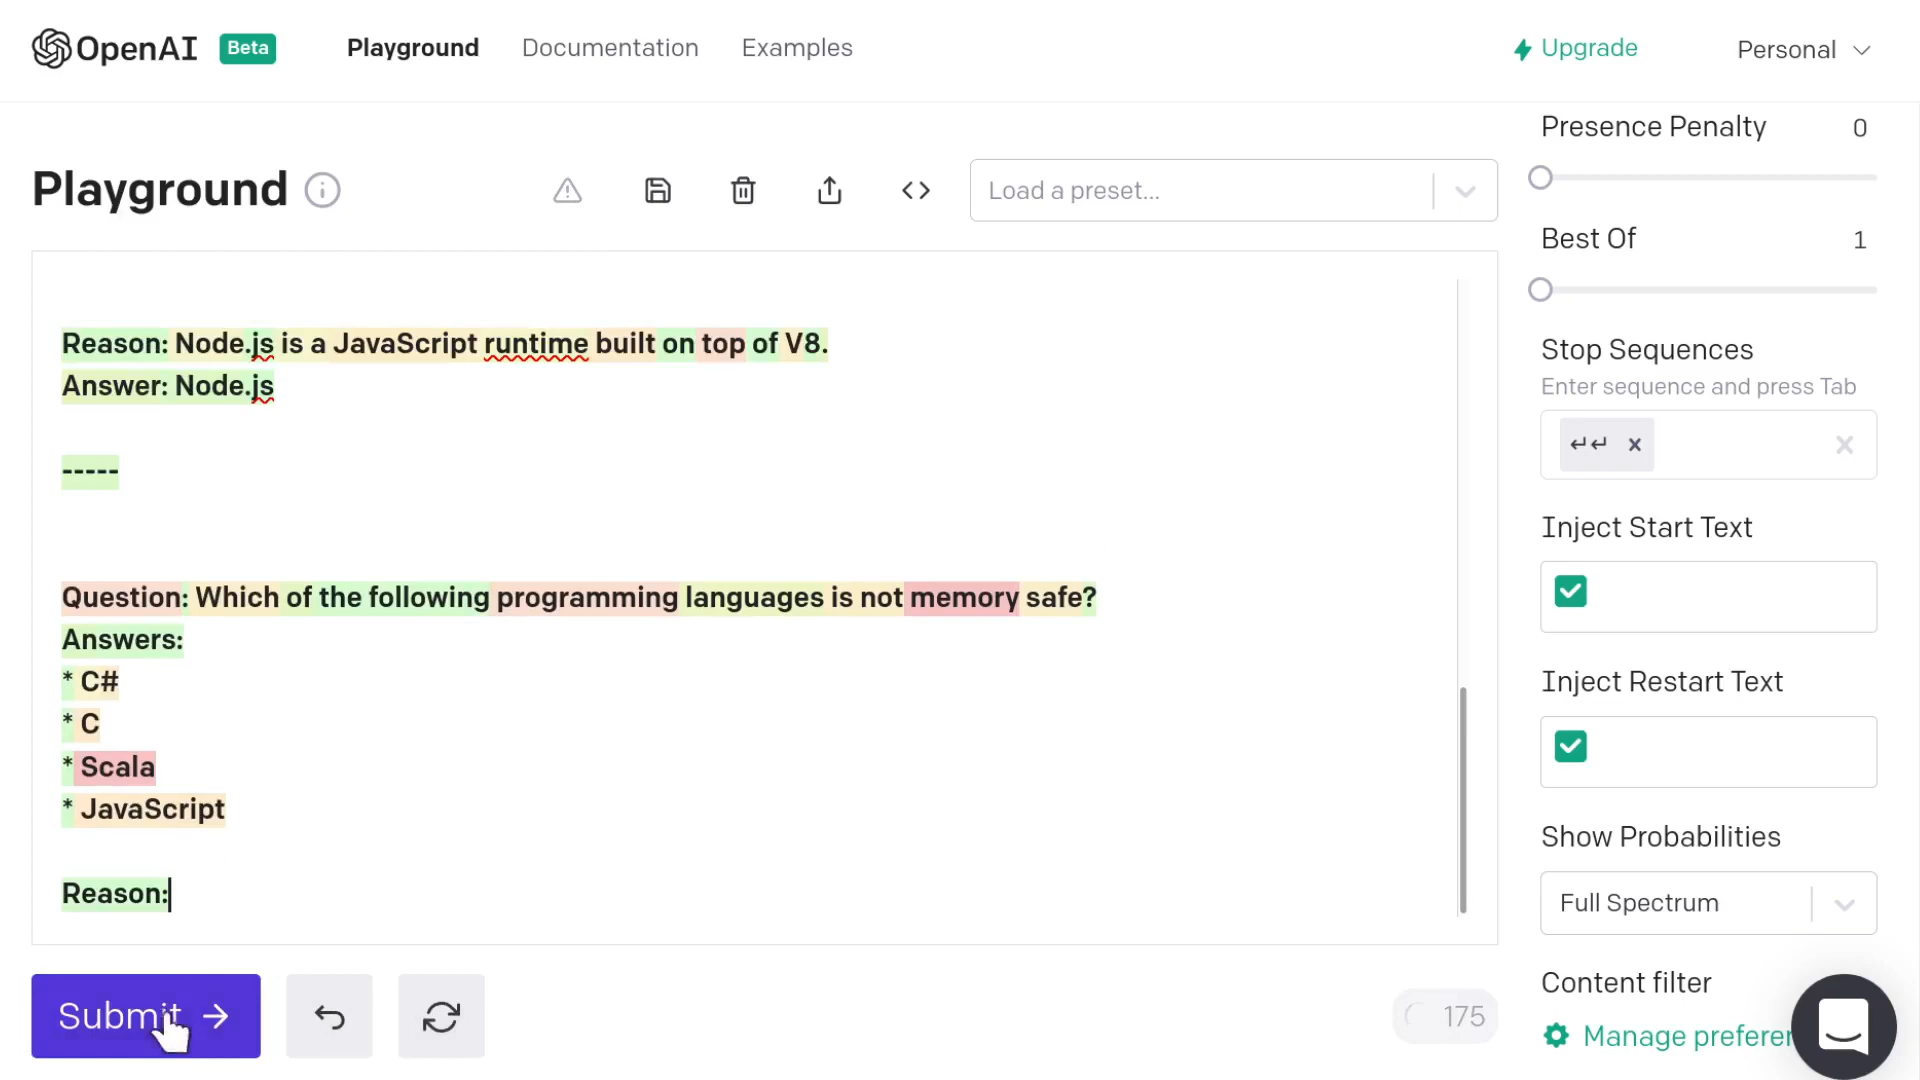 OpenAI Beta Playground Documentation Examples Upgrade Personal
Playground
Load a preset...
Reason: Node.js is a JavaScript runtime built on top of V8.
Answer: Node.js
-----
Question: Which of the following programming languages is not memory safe?
Answers:
* C#
* C
* Scala
* JavaScript
Reason:
Submit
175
Presence Penalty 0
Best Of 1
Stop Sequences
Enter sequence and press Tab
↵↵ ×
Inject Start Text
Inject Restart Text
Show Probabilities
Full Spectrum
Content filter
Manage preferen